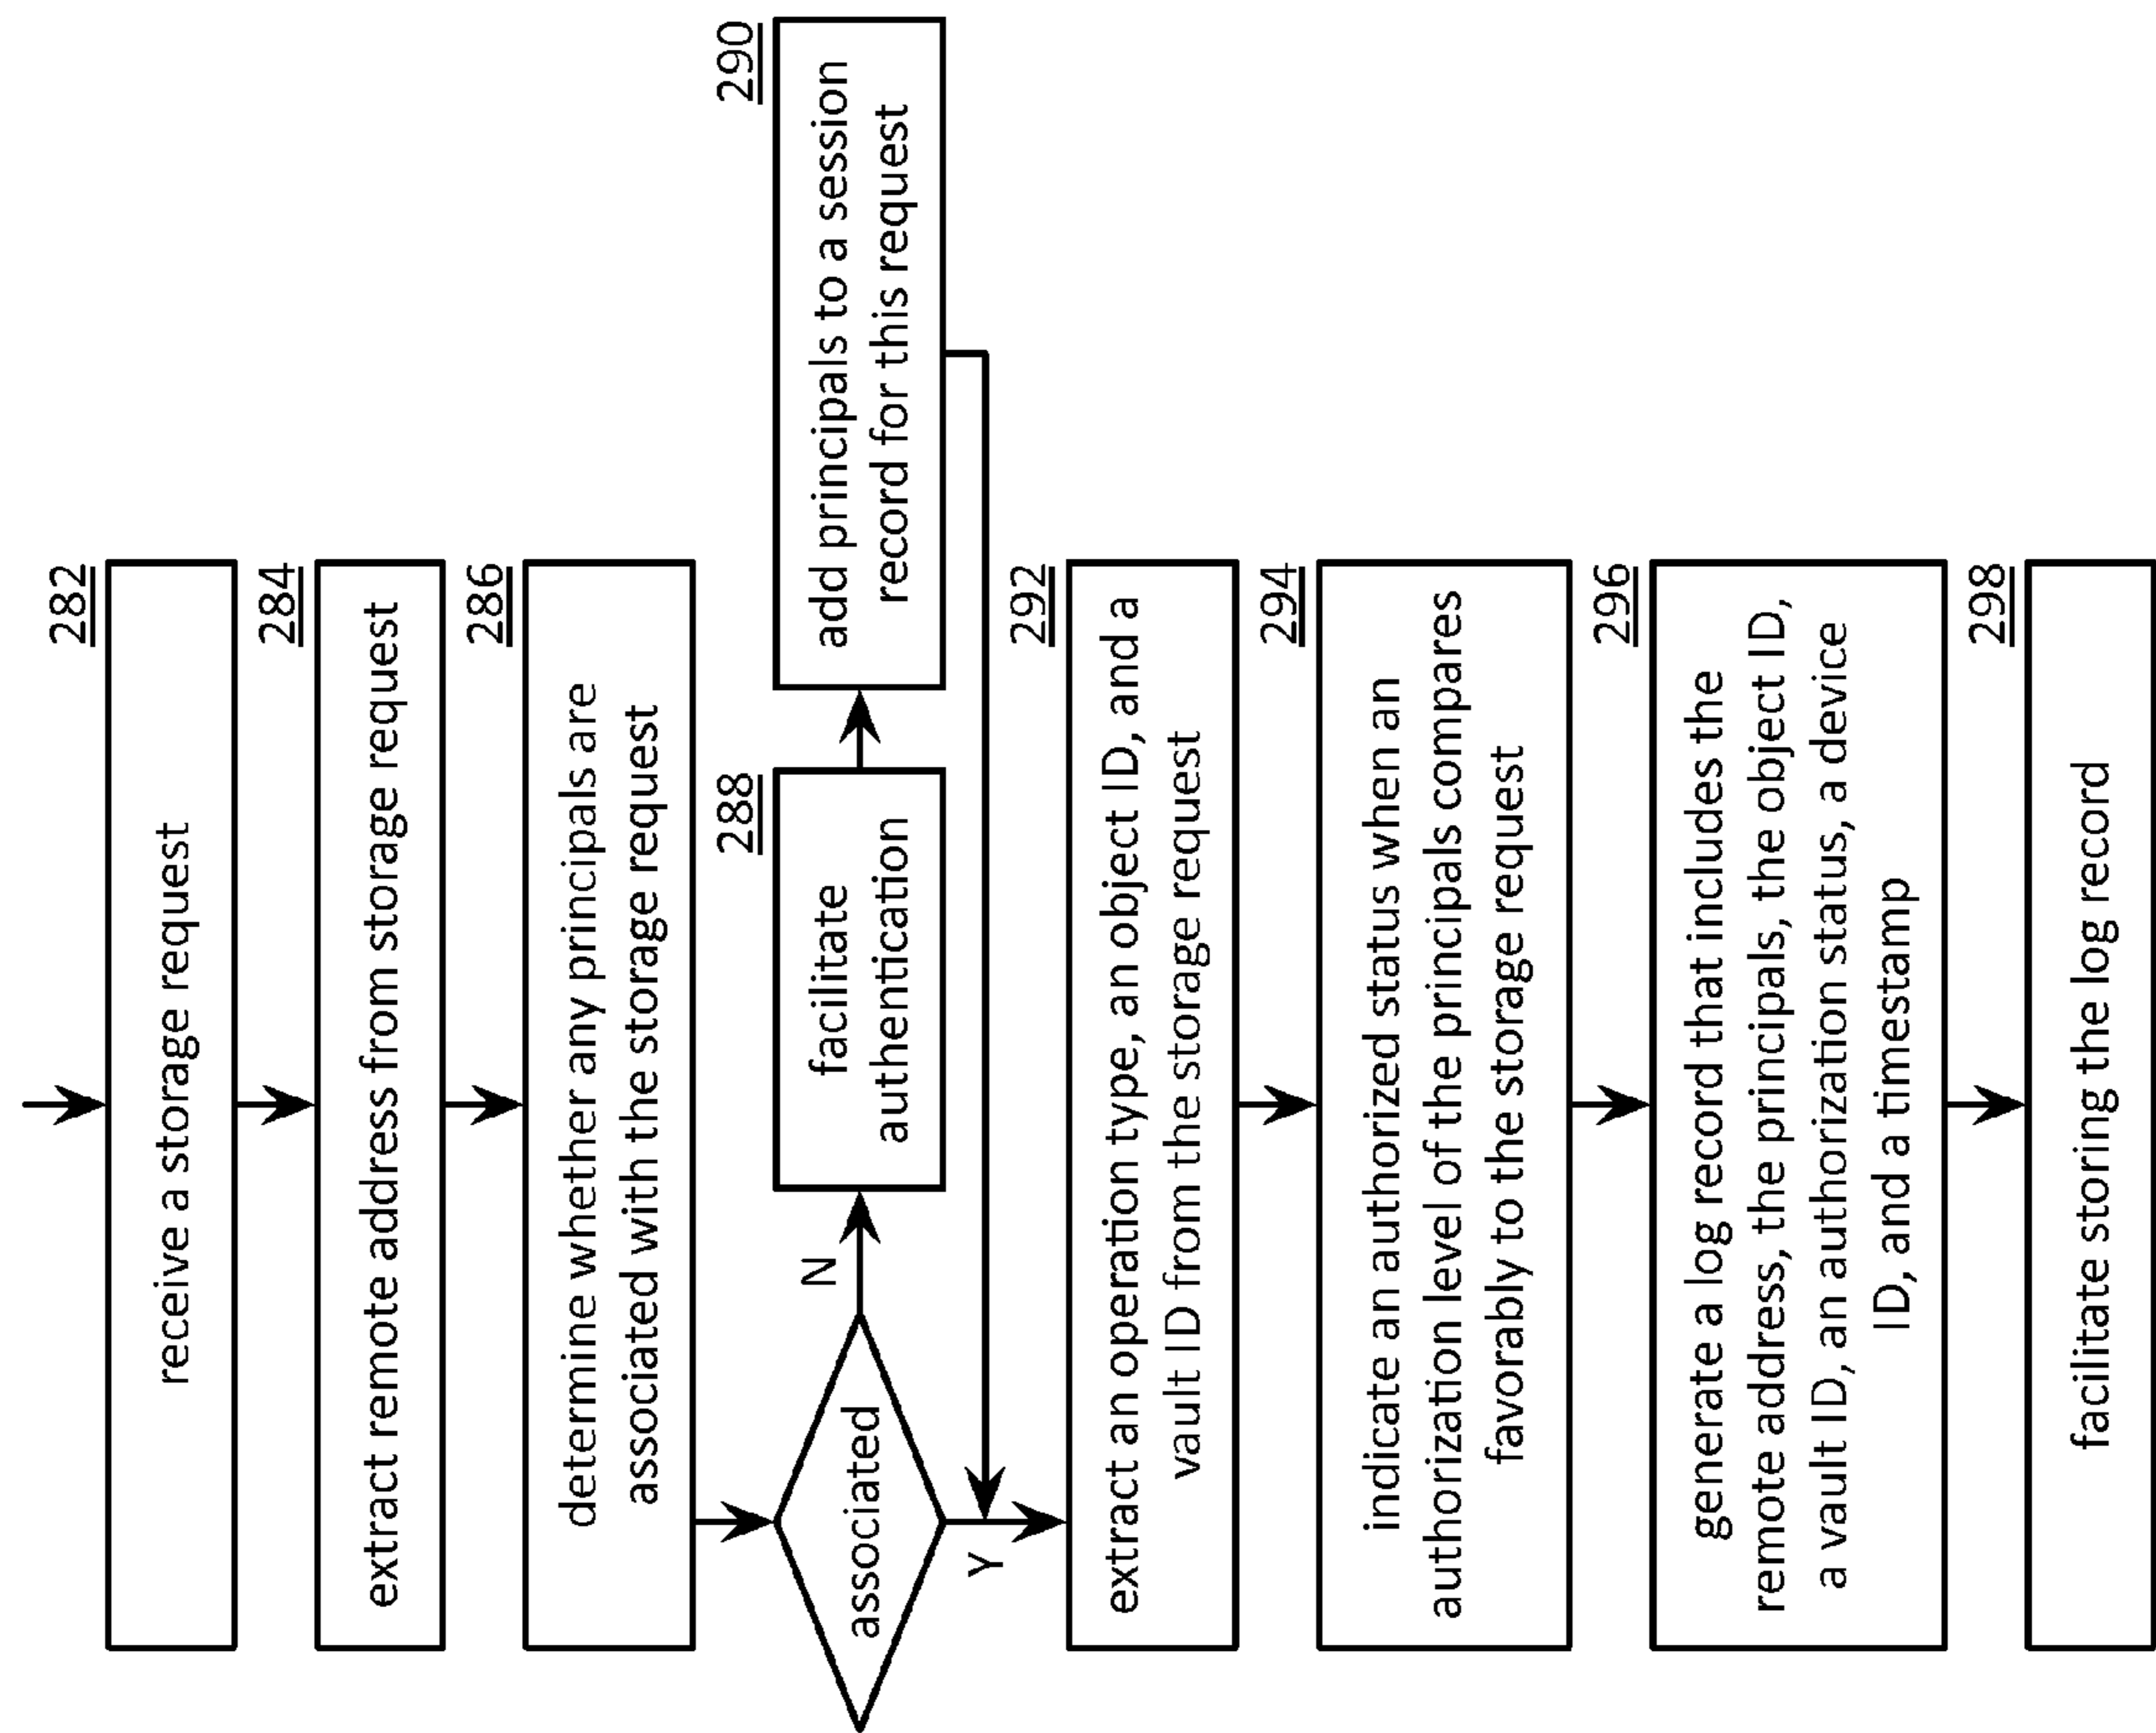 282
receive a storage request
284
extract remote address from storage request
286
determine whether any principals are
associated with the storage request
associated
N
Y
288
facilitate
authentication
290
add principals to a session
record for this request
292
extract an operation type, an object ID, and a
vault ID from the storage request
294
indicate an authorized status when an
authorization level of the principals compares
favorably to the storage request
296
generate a log record that includes the
remote address, the principals, the object ID,
a vault ID, an authorization status, a device
ID, and a timestamp
298
facilitate storing the log record